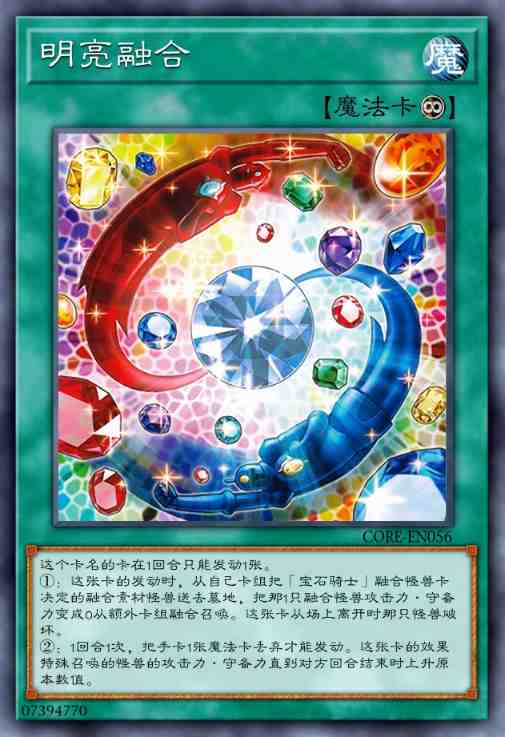 明亮融合
魔
【魔法卡】
CORE-EN056
这个卡名的卡在1回合只能发动1张。
①：这张卡的发动时，从自己卡组把「宝石骑士」融合怪兽卡
决定的融合素材怪兽送去墓地，把那1只融合怪兽攻击力·守备
力变成0从额外卡组融合召唤。这张卡从场上离开时那只怪兽破
坏。
②：1回合1次，把手卡1张魔法卡丢弃才能发动。这张卡的效果
特殊召唤的怪兽的攻击力·守备力直到对方回合结束时上升原
本数值。
07394770